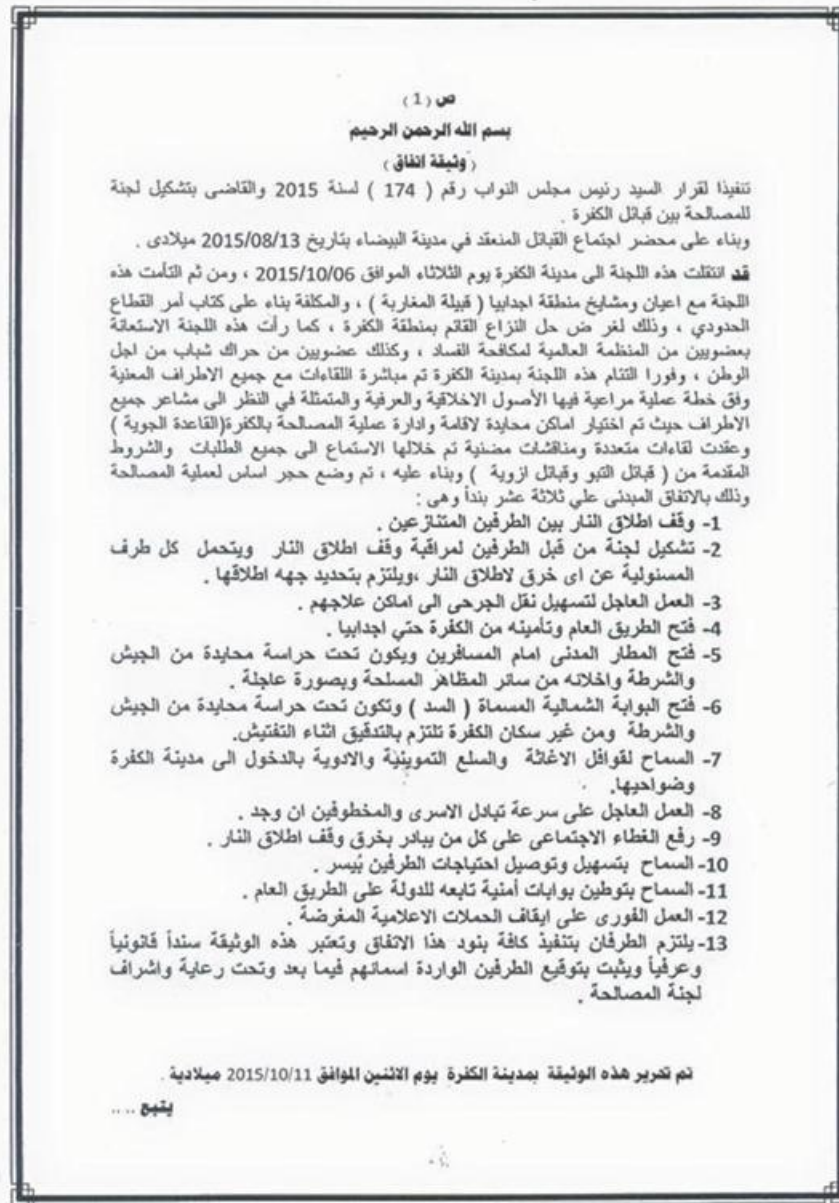 ص ( 1 )
بسم الله الرحمن الرحيم
( وثيقة اتفاق )
تنفيذا لقرار السيد رئيس مجلس النواب رقم ( 174 ) لسنة 2015 والقاضى بتشكيل لجنة
للمصالحة بين قبائل الكفرة .
وبناء على محضر اجتماع القبائل المنعقد في مدينة البيضاء بتاريخ 2015/08/13 ميلادى .
قد انتقلت هذه اللجنة الى مدينة الكفرة يوم الثلاثاء الموافق 2015/10/06 ، ومن ثم التأمت هذه
اللجنة مع اعيان ومشايخ منطقة اجدابيا ( قبيلة المغاربة ) ، والمكلفة بناء على كتاب أمر القطاع
الحدودي ، وذلك لغر ض حل النزاع القائم بمنطقة الكفرة ، كما رأت هذه اللجنة الاستعانة
بعضويين من المنظمة العالمية لمكافحة الفساد ، وكذلك عضويين من حراك شباب من اجل
الوطن ، وفورا التئام هذه اللجنة بمدينة الكفرة تم مباشرة اللقاءات مع جميع الاطراف المعنية
وفق خطة عملية مراعية فيها الأصول الاخلاقية والعرفية والمتمثلة في النظر الى مشاعر جميع
الاطراف حيث تم اختيار اماكن محايدة لاقامة وادارة عملية المصالحة بالكفرة(القاعدة الجوية )
وعقدت لقاءات متعددة ومناقشات مضنية تم خلالها الاستماع الى جميع الطلبات والشروط
المقدمة من ( قبائل التبو وقبائل ازوية ) وبناء عليه ، تم وضع حجر اساس لعملية المصالحة
وذلك بالاتفاق المبدئى علي ثلاثة عشر بنداً وهى :
1- وقف اطلاق النار بين الطرفين المتنازعين .
2- تشكيل لجنة من قبل الطرفين لمراقبة وقف اطلاق النار ويتحمل كل طرف
المسئولية عن اى خرق لاطلاق النار ،ويلتزم بتحديد جهه اطلاقها .
3- العمل العاجل لتسهيل نقل الجرحى الى اماكن علاجهم .
4- فتح الطريق العام وتأمينه من الكفرة حتي اجدابيا .
5- فتح المطار المدنى امام المسافرين ويكون تحت حراسة محايدة من الجيش
والشرطة واخلائه من سائر المظاهر المسلحة وبصورة عاجلة .
6- فتح البوابة الشمالية المسماة ( السد ) وتكون تحت حراسة محايدة من الجيش
والشرطة ومن غير سكان الكفرة تلتزم بالتدقيق اثناء التفتيش.
7- السماح لقوافل الاغاثة والسلع التموينية والادوية بالدخول الى مدينة الكفرة
وضواحيها.
8- العمل العاجل على سرعة تبادل الاسرى والمخطوفين ان وجد .
9- رفع الغطاء الاجتماعى على كل من يبادر بخرق وقف اطلاق النار .
10- السماح بتسهيل وتوصيل احتياجات الطرفين بُيسر .
11- السماح بتوطين بوابات أمنية تابعه للدولة على الطريق العام .
12- العمل الفورى على ايقاف الحملات الاعلامية المغرضة .
13- يلتزم الطرفان بتنفيذ كافة بنود هذا الاتفاق وتعتبر هذه الوثيقة سنداً قانونياً
وعرفياً ويثبت بتوقيع الطرفين الواردة اسمائهم فيما بعد وتحت رعاية واشراف
لجنة المصالحة .
تم تحرير هذه الوثيقة بمدينة الكفرة يوم الاثنين الموافق 2015/10/11 ميلادية .
يتبع .. ..